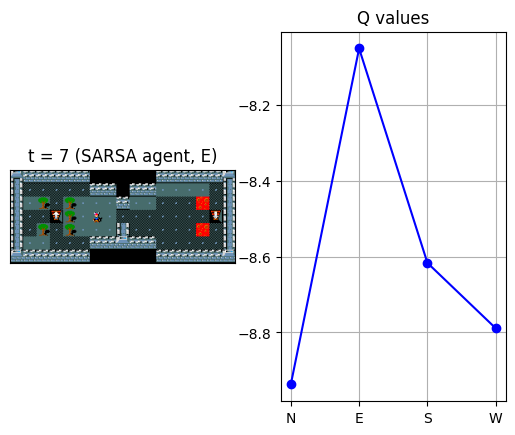 Q values
t = 7 (SARSA agent, E)
−8.2
−8.4
−8.6
−8.8
N E S W